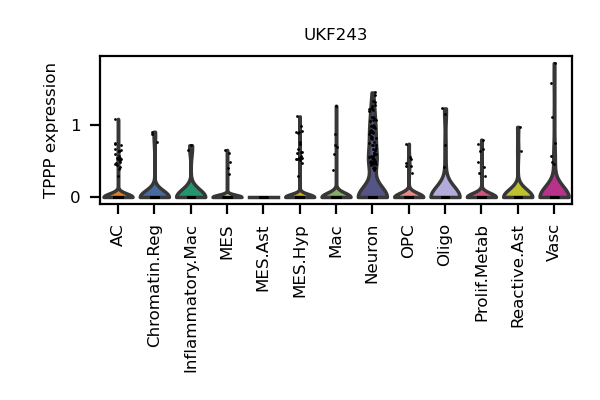 UKF243
TPPP expression
1
0
AC
Chromatin.Reg
Inflammatory.Mac
MES
MES.Ast
MES.Hyp
Mac
Neuron
OPC
Oligo
Prolif.Metab
Reactive.Ast
Vasc